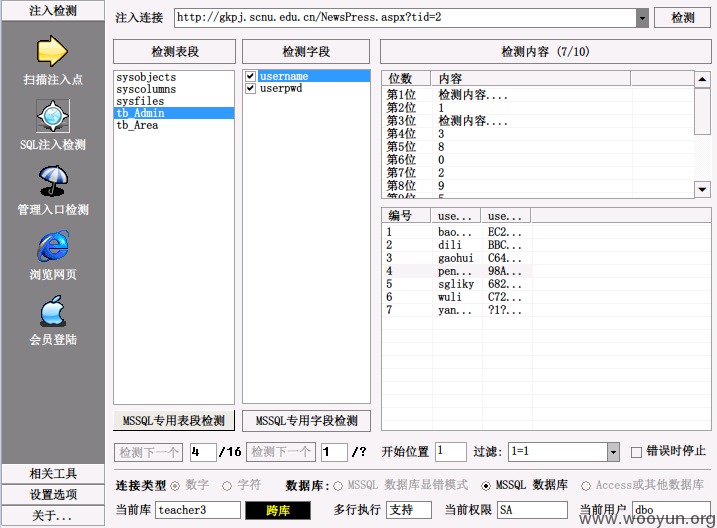 注入检测
注入连接 http://gkpj.scnu.edu.cn/NewsPress.aspx?tid=2 检测
检测表段 检测字段 检测内容 (7/10)
扫描注入点
SQL注入检测
管理入口检测
浏览网页
会员登陆
sysobjects
syscolumns
sysfiles
tb_Admin
tb_Area
username
userpwd
位数 内容
第1位 检测内容....
第2位 1
第3位 检测内容....
第4位 3
第5位 8
第6位 0
第7位 2
第8位 9
编号 use... use...
1 bao... EC2...
2 dili BBC...
3 gaohui C64...
4 pen... 98A...
5 sgliky 682...
6 wuli C72...
7 yan... ?1?...
MSSQL专用表段检测 MSSQL专用字段检测
检测下一个 4 /16 检测下一个 1 /? 开始位置 1 过滤: 1=1 错误时停止
相关工具
设置选项
关于...
连接类型 数字 字符 数据库: MSSQL 数据库显错模式 MSSQL 数据库 Access或其他数据库
当前库 teacher3 跨库 多行执行 支持 当前权限 SA 当前用户 dbo
www.wooyun.org